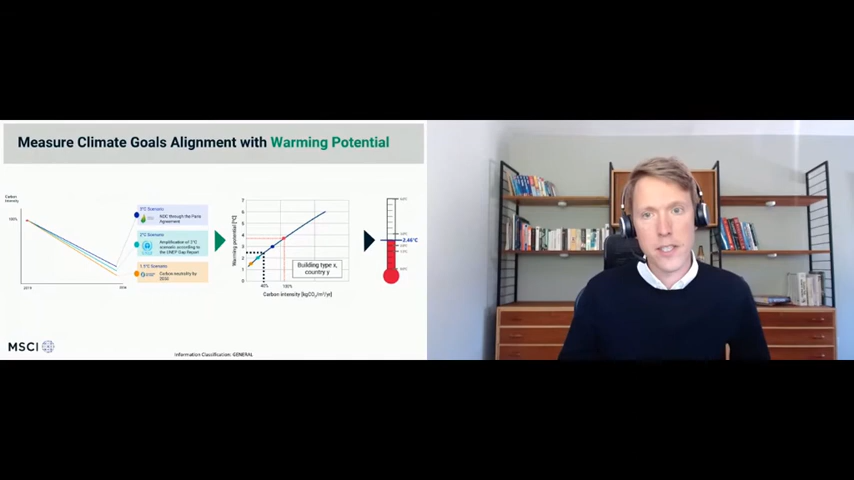 Measure Climate Goals Alignment with Warming Potential
Carbon
Intensity
100%
3°C Scenario
NDC through the Paris
Agreement
2°C Scenario
Amplification of 3°C
scenario according to
the UNEP Gap Report
1.5°C Scenario
Carbon neutrality by
Warming potential [°C]
7
6
5
4
3
2
1
0
Building type x,
country y
40%
100%
Carbon intensity [kgCO₂/m²/yr]
2.46°C
MSCI
Information Classification: GENERAL